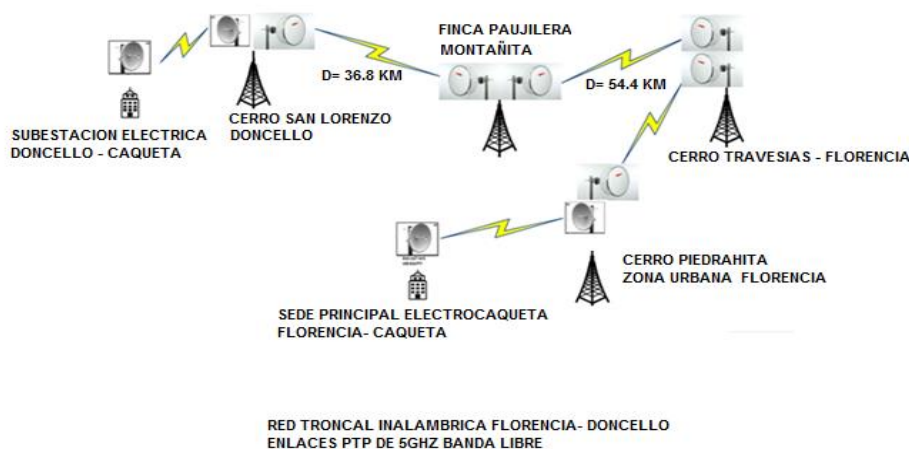 FINCA PAUJILERA
MONTAÑITA
D= 36.8 KM
D= 54.4 KM
SUBESTACION ELECTRICA
DONCELLO - CAQUETA
CERRO SAN LORENZO
DONCELLO
CERRO TRAVESIAS - FLORENCIA
CERRO PIEDRAHITA
ZONA URBANA FLORENCIA
SEDE PRINCIPAL ELECTROCAQUETA
FLORENCIA- CAQUETA
RED TRONCAL INALAMBRICA FLORENCIA- DONCELLO
ENLACES PTP DE 5GHZ BANDA LIBRE